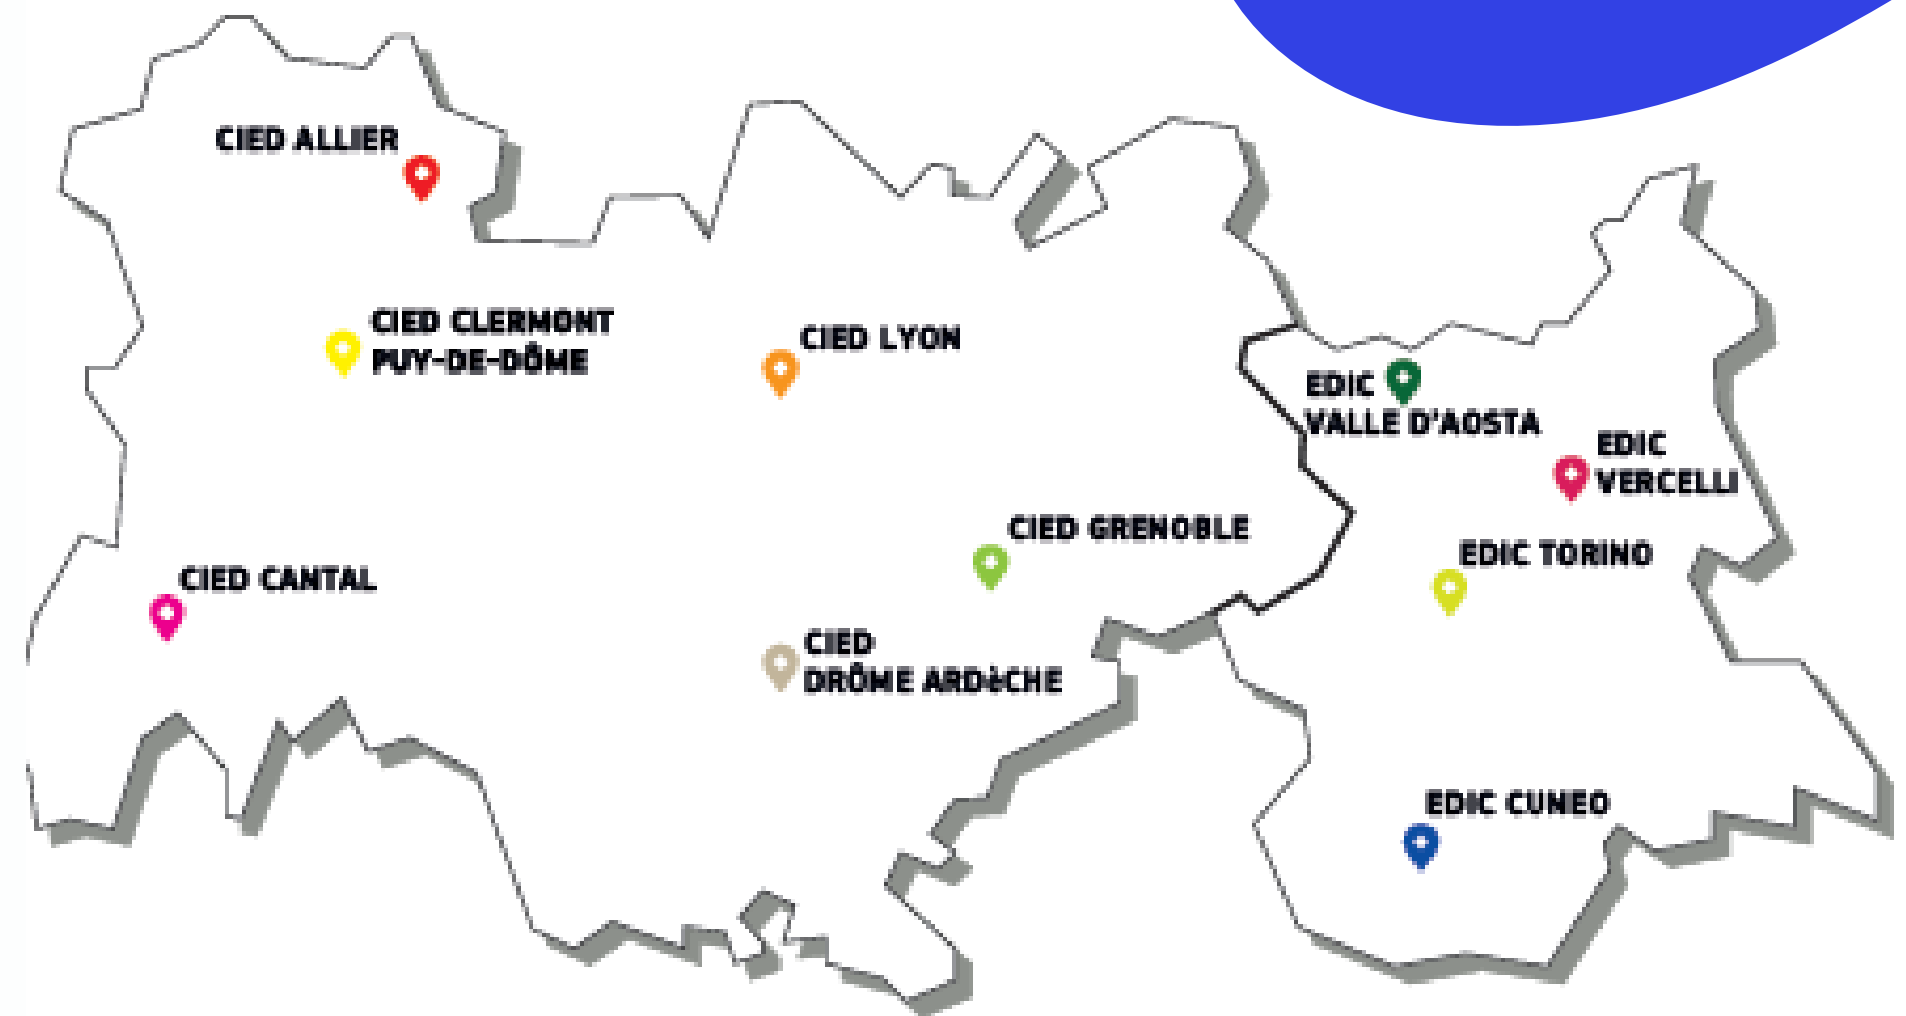 CIED ALLIER
CIED CLERMONT
PUY-DE-DÔME
CIED LYON
EDIC
VALLE D'AOSTA
EDIC
VERCELLI
CIED GRENOBLE
EDIC TORINO
CIED CANTAL
CIED
DRÔME ARDèCHE
EDIC CUNEO